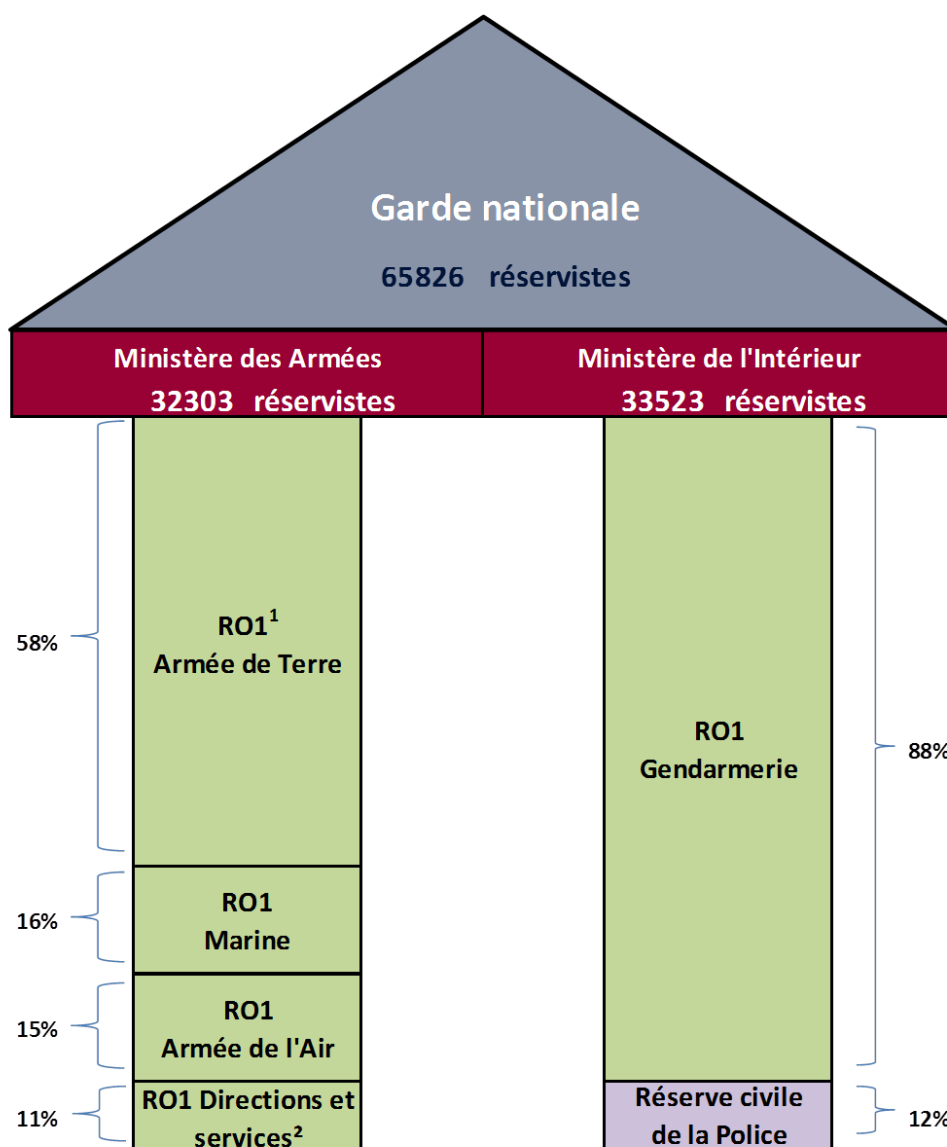 Garde nationale
65826 réservistes
Ministère des Armées
32303 réservistes
Ministère de l'Intérieur
33523 réservistes
58%
RO1¹
Armée de Terre
16%
RO1
Marine
15%
RO1
Armée de l'Air
11%
RO1 Directions et
services²
RO1
Gendarmerie
88%
Réserve civile
de la Police
12%